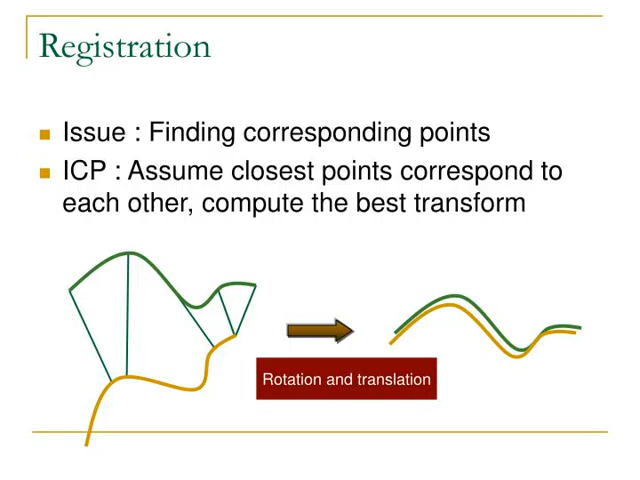 Registration
Issue : Finding corresponding points
ICP : Assume closest points correspond to
each other, compute the best transform
Rotation and translation